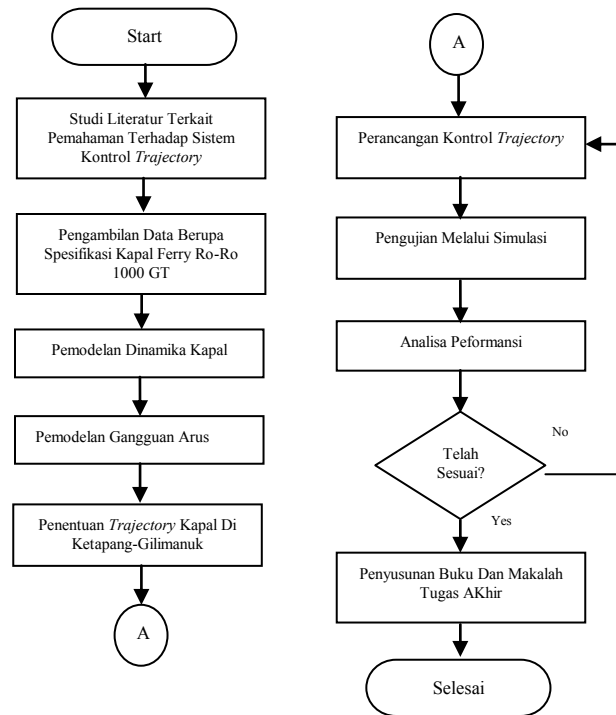 Start
Studi Literatur Terkait
Pemahaman Terhadap Sistem
Kontrol Trajectory
Pengambilan Data Berupa
Spesifikasi Kapal Ferry Ro-Ro
1000 GT
Pemodelan Dinamika Kapal
Pemodelan Gangguan Arus
Penentuan Trajectory Kapal Di
Ketapang-Gilimanuk
A
A
Perancangan Kontrol Trajectory
Pengujian Melalui Simulasi
Analisa Peformansi
Telah
Sesuai?
No
Yes
Penyusunan Buku Dan Makalah
Tugas AKhir
Selesai